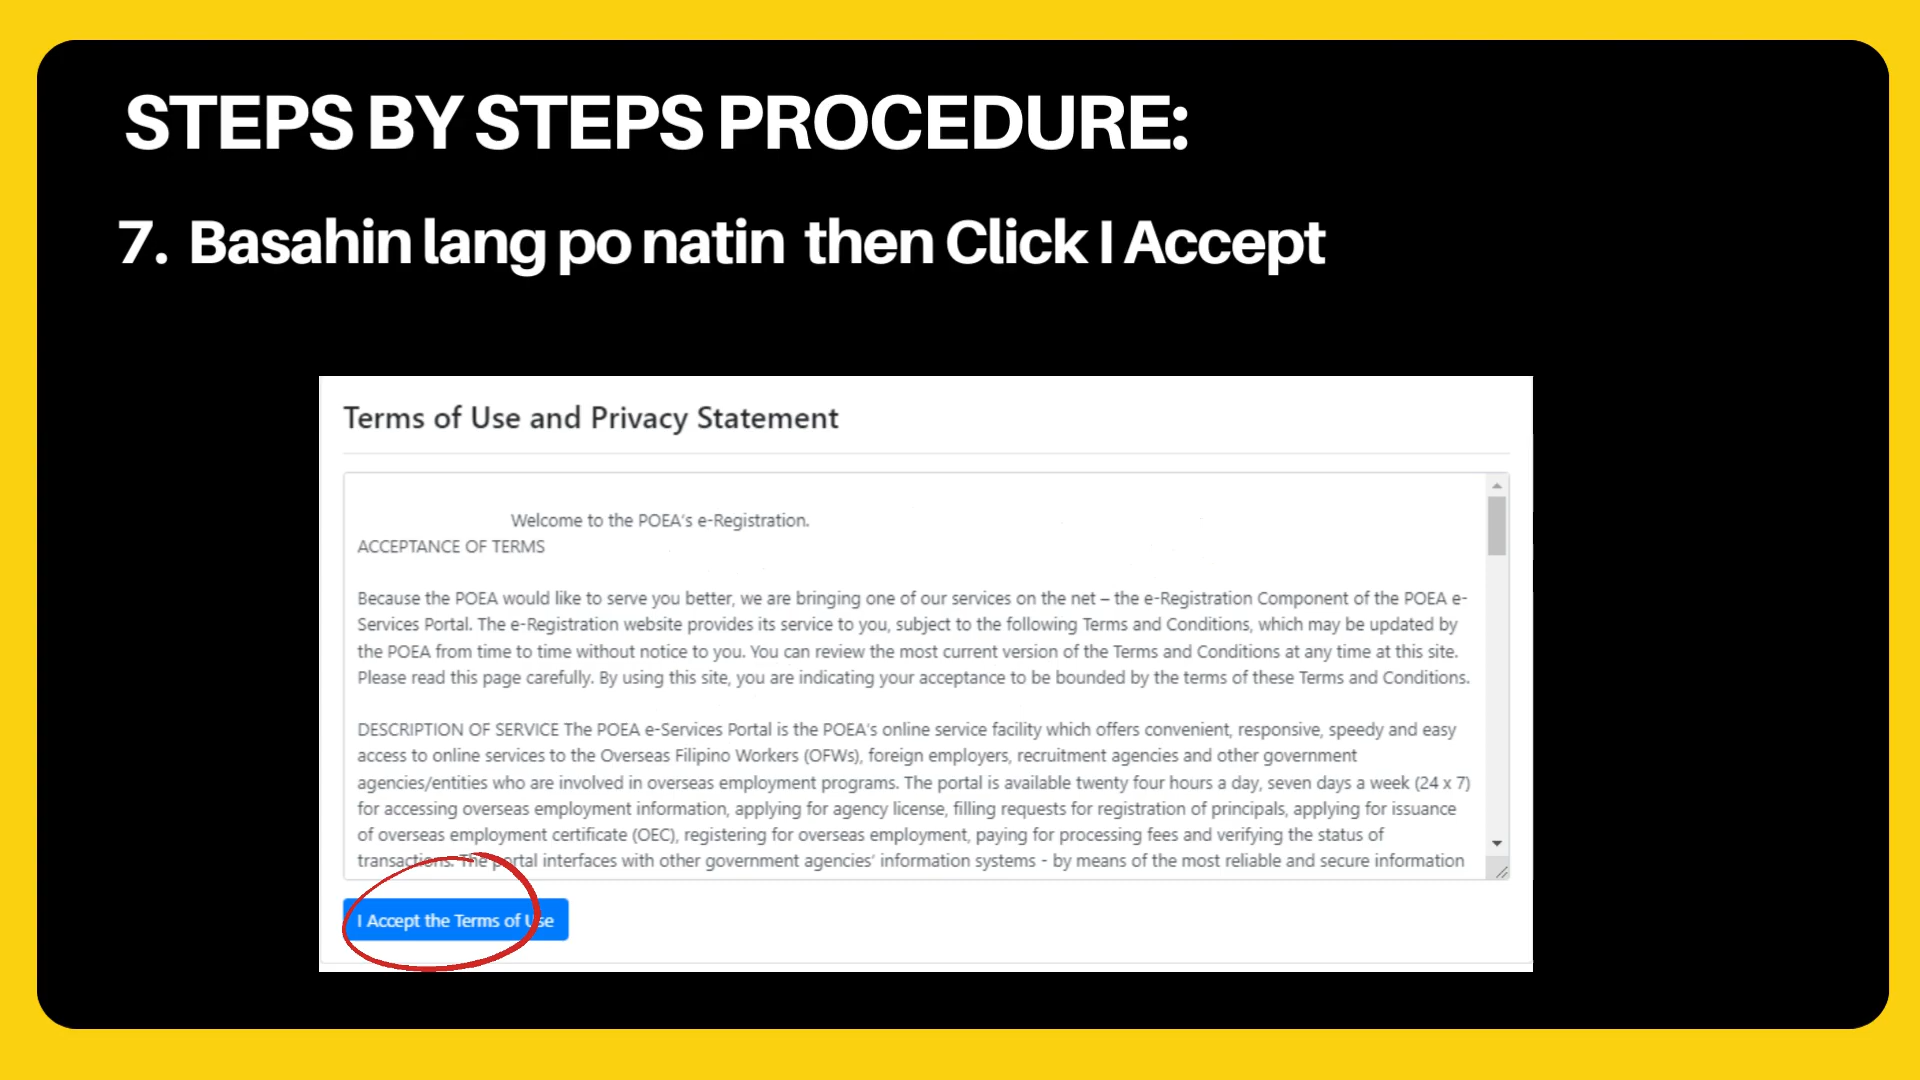 STEPS BY STEPS PROCEDURE:
7. Basahin lang po natin then Click I Accept
Terms of Use and Privacy Statement
Welcome to the POEA's e-Registration.
ACCEPTANCE OF TERMS
Because the POEA would like to serve you better, we are bringing one of our services on the net – the e-Registration Component of the POEA e-
Services Portal. The e-Registration website provides its service to you, subject to the following Terms and Conditions, which may be updated by
the POEA from time to time without notice to you. You can review the most current version of the Terms and Conditions at any time at this site.
Please read this page carefully. By using this site, you are indicating your acceptance to be bounded by the terms of these Terms and Conditions.
DESCRIPTION OF SERVICE The POEA e-Services Portal is the POEA's online service facility which offers convenient, responsive, speedy and easy
access to online services to the Overseas Filipino Workers (OFWs), foreign employers, recruitment agencies and other government
agencies/entities who are involved in overseas employment programs. The portal is available twenty four hours a day, seven days a week (24 x 7)
for accessing overseas employment information, applying for agency license, filling requests for registration of principals, applying for issuance
of overseas employment certificate (OEC), registering for overseas employment, paying for processing fees and verifying the status of
transactions. The portal interfaces with other government agencies' information systems - by means of the most reliable and secure information
I Accept the Terms of Use